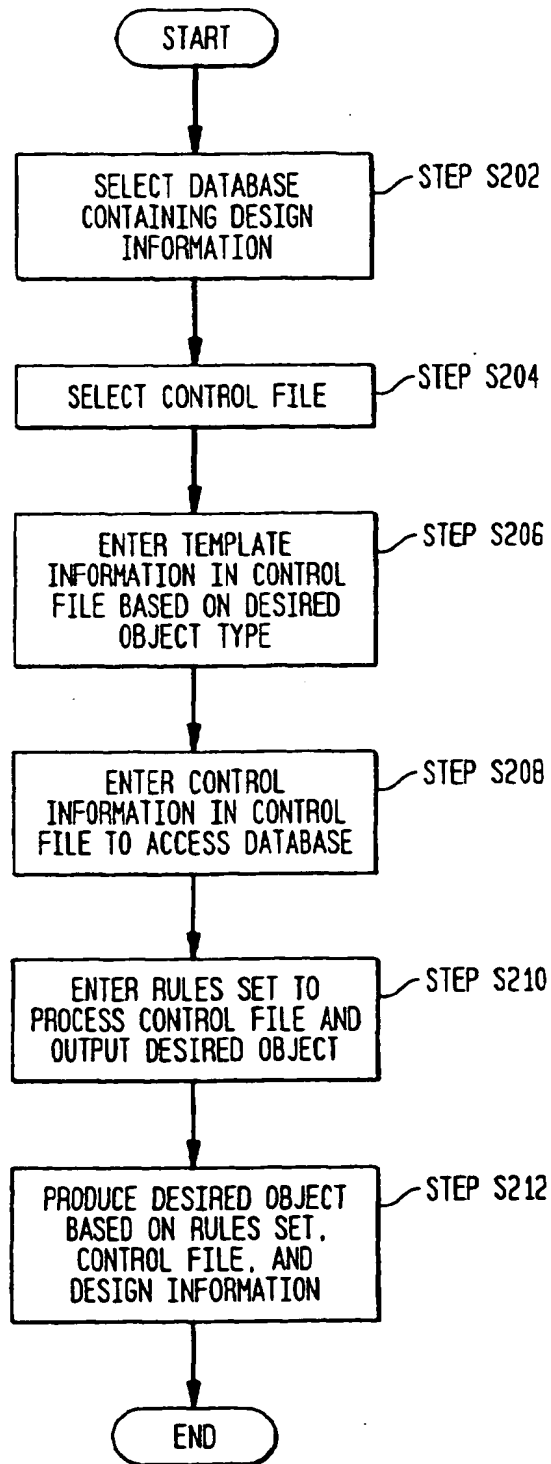 START
SELECT DATABASE
CONTAINING DESIGN
INFORMATION
STEP S202
SELECT CONTROL FILE
STEP S204
ENTER TEMPLATE
INFORMATION IN CONTROL
FILE BASED ON DESIRED
OBJECT TYPE
STEP S206
ENTER CONTROL
INFORMATION IN CONTROL
FILE TO ACCESS DATABASE
STEP S208
ENTER RULES SET TO
PROCESS CONTROL FILE AND
OUTPUT DESIRED OBJECT
STEP S210
PRODUCE DESIRED OBJECT
BASED ON RULES SET,
CONTROL FILE, AND
DESIGN INFORMATION
STEP S212
END